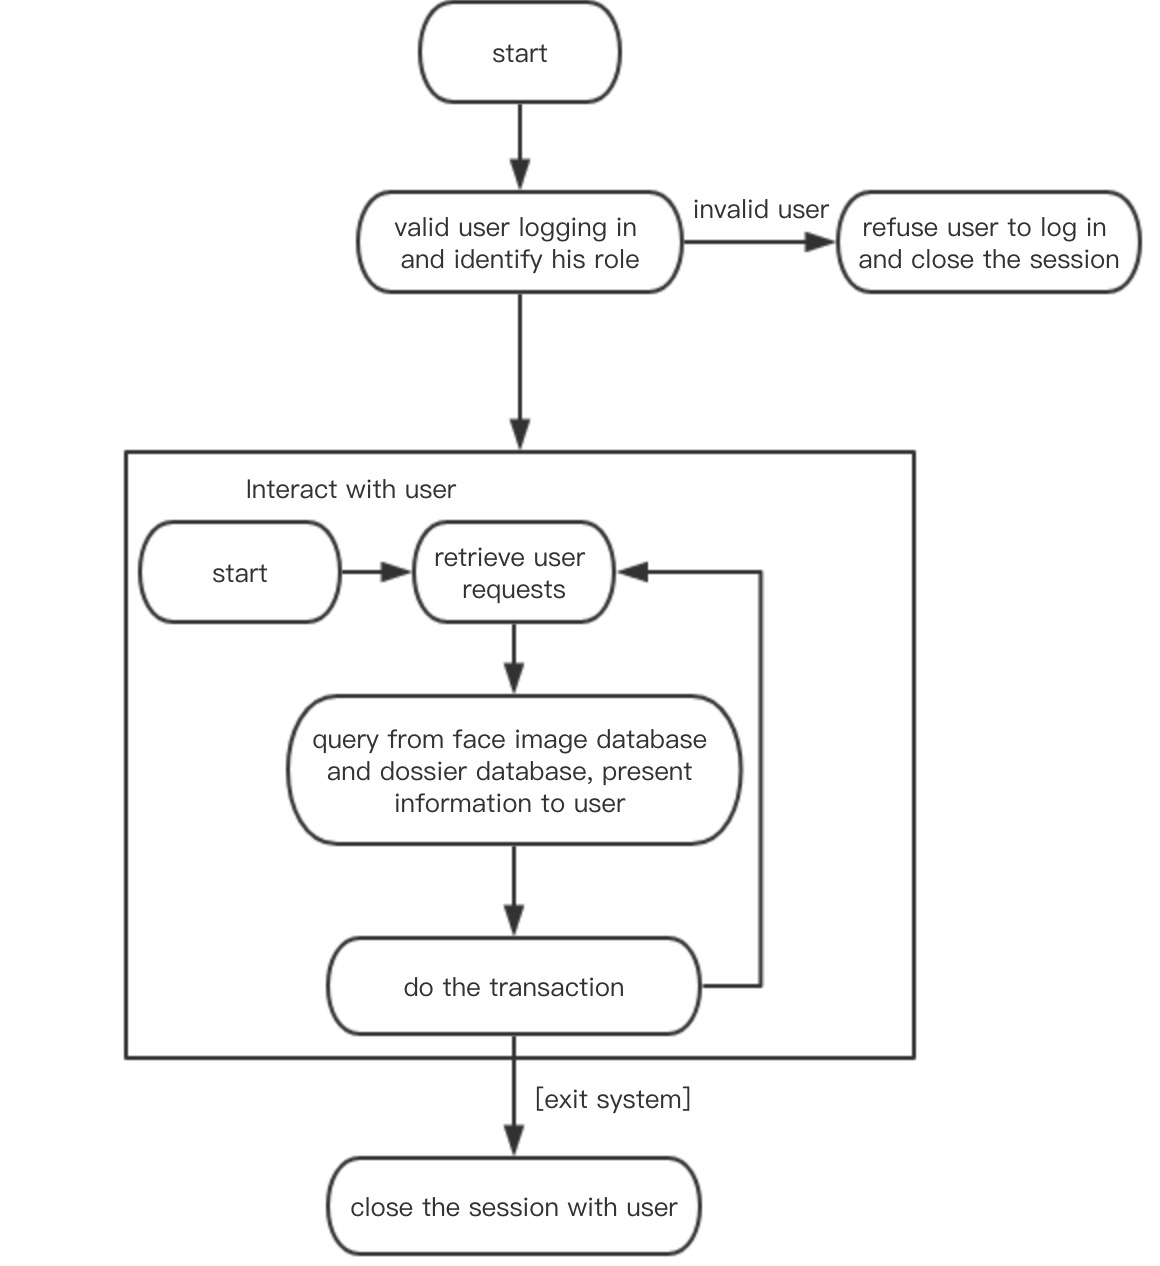 start
valid user logging in
and identify his role
invalid user
refuse user to log in
and close the session
Interact with user
start
retrieve user
requests
query from face image database
and dossier database, present
information to user
do the transaction
[exit system]
close the session with user